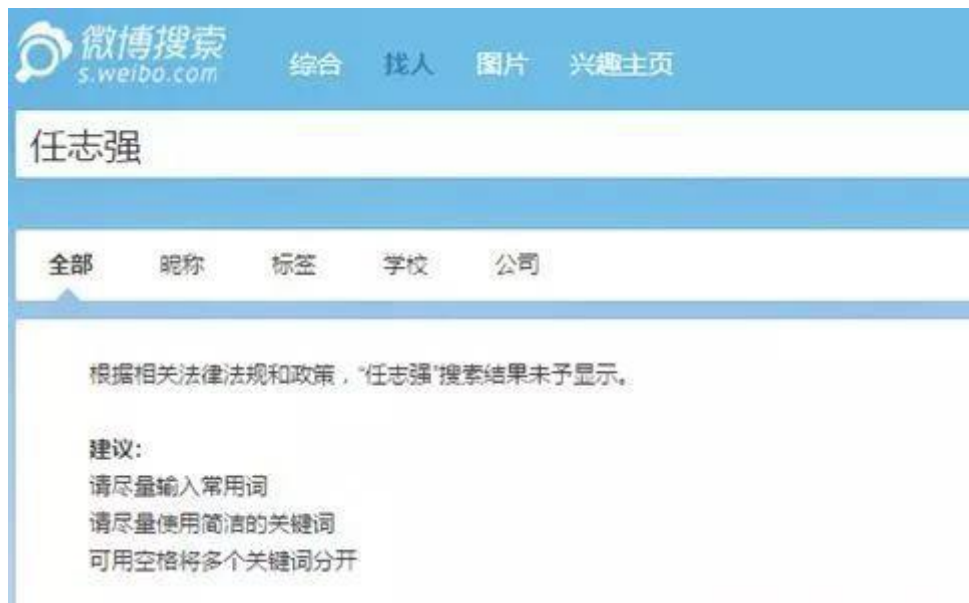 微博搜索
s.weibo.com
综合 找人 图片 兴趣主页
任志强
全部 昵称 标签 学校 公司
根据相关法律法规和政策，“任志强”搜索结果未予显示。
建议：
请尽量输入常用词
请尽量使用简洁的关键词
可用空格将多个关键词分开